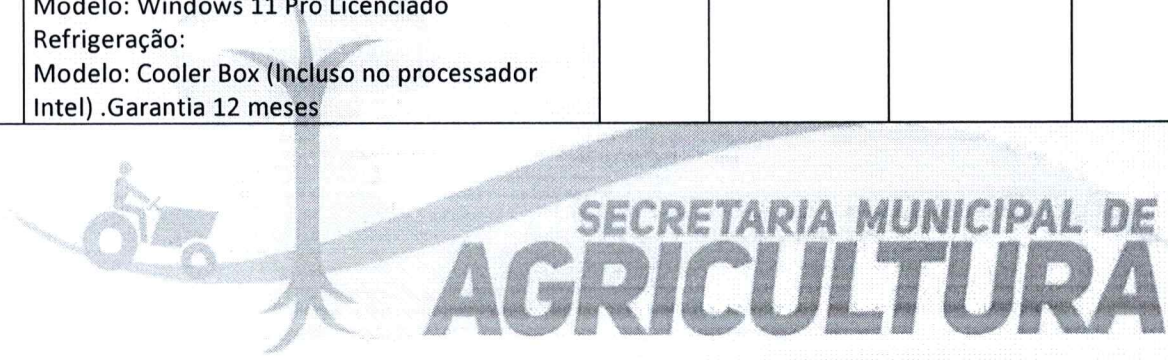 Modelo: Windows 11 Pro Licenciado
Refrigeração:
Modelo: Cooler Box (Incluso no processador
Intel) .Garantia 12 meses
SECRETARIA MUNICIPAL DE
AGRICULTURA